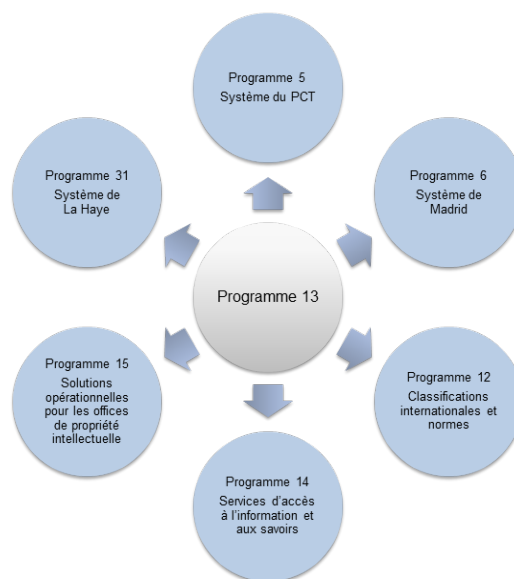 Programme 5
Système du PCT
Programme 31
Système de
La Haye
Programme 6
Système de
Madrid
Programme 13
Programme 15
Solutions
opérationnelles
pour les offices
de propriété
intellectuelle
Programme 12
Classifications
internationales et
normes
Programme 14
Services d'accès
à l'information et
aux savoirs